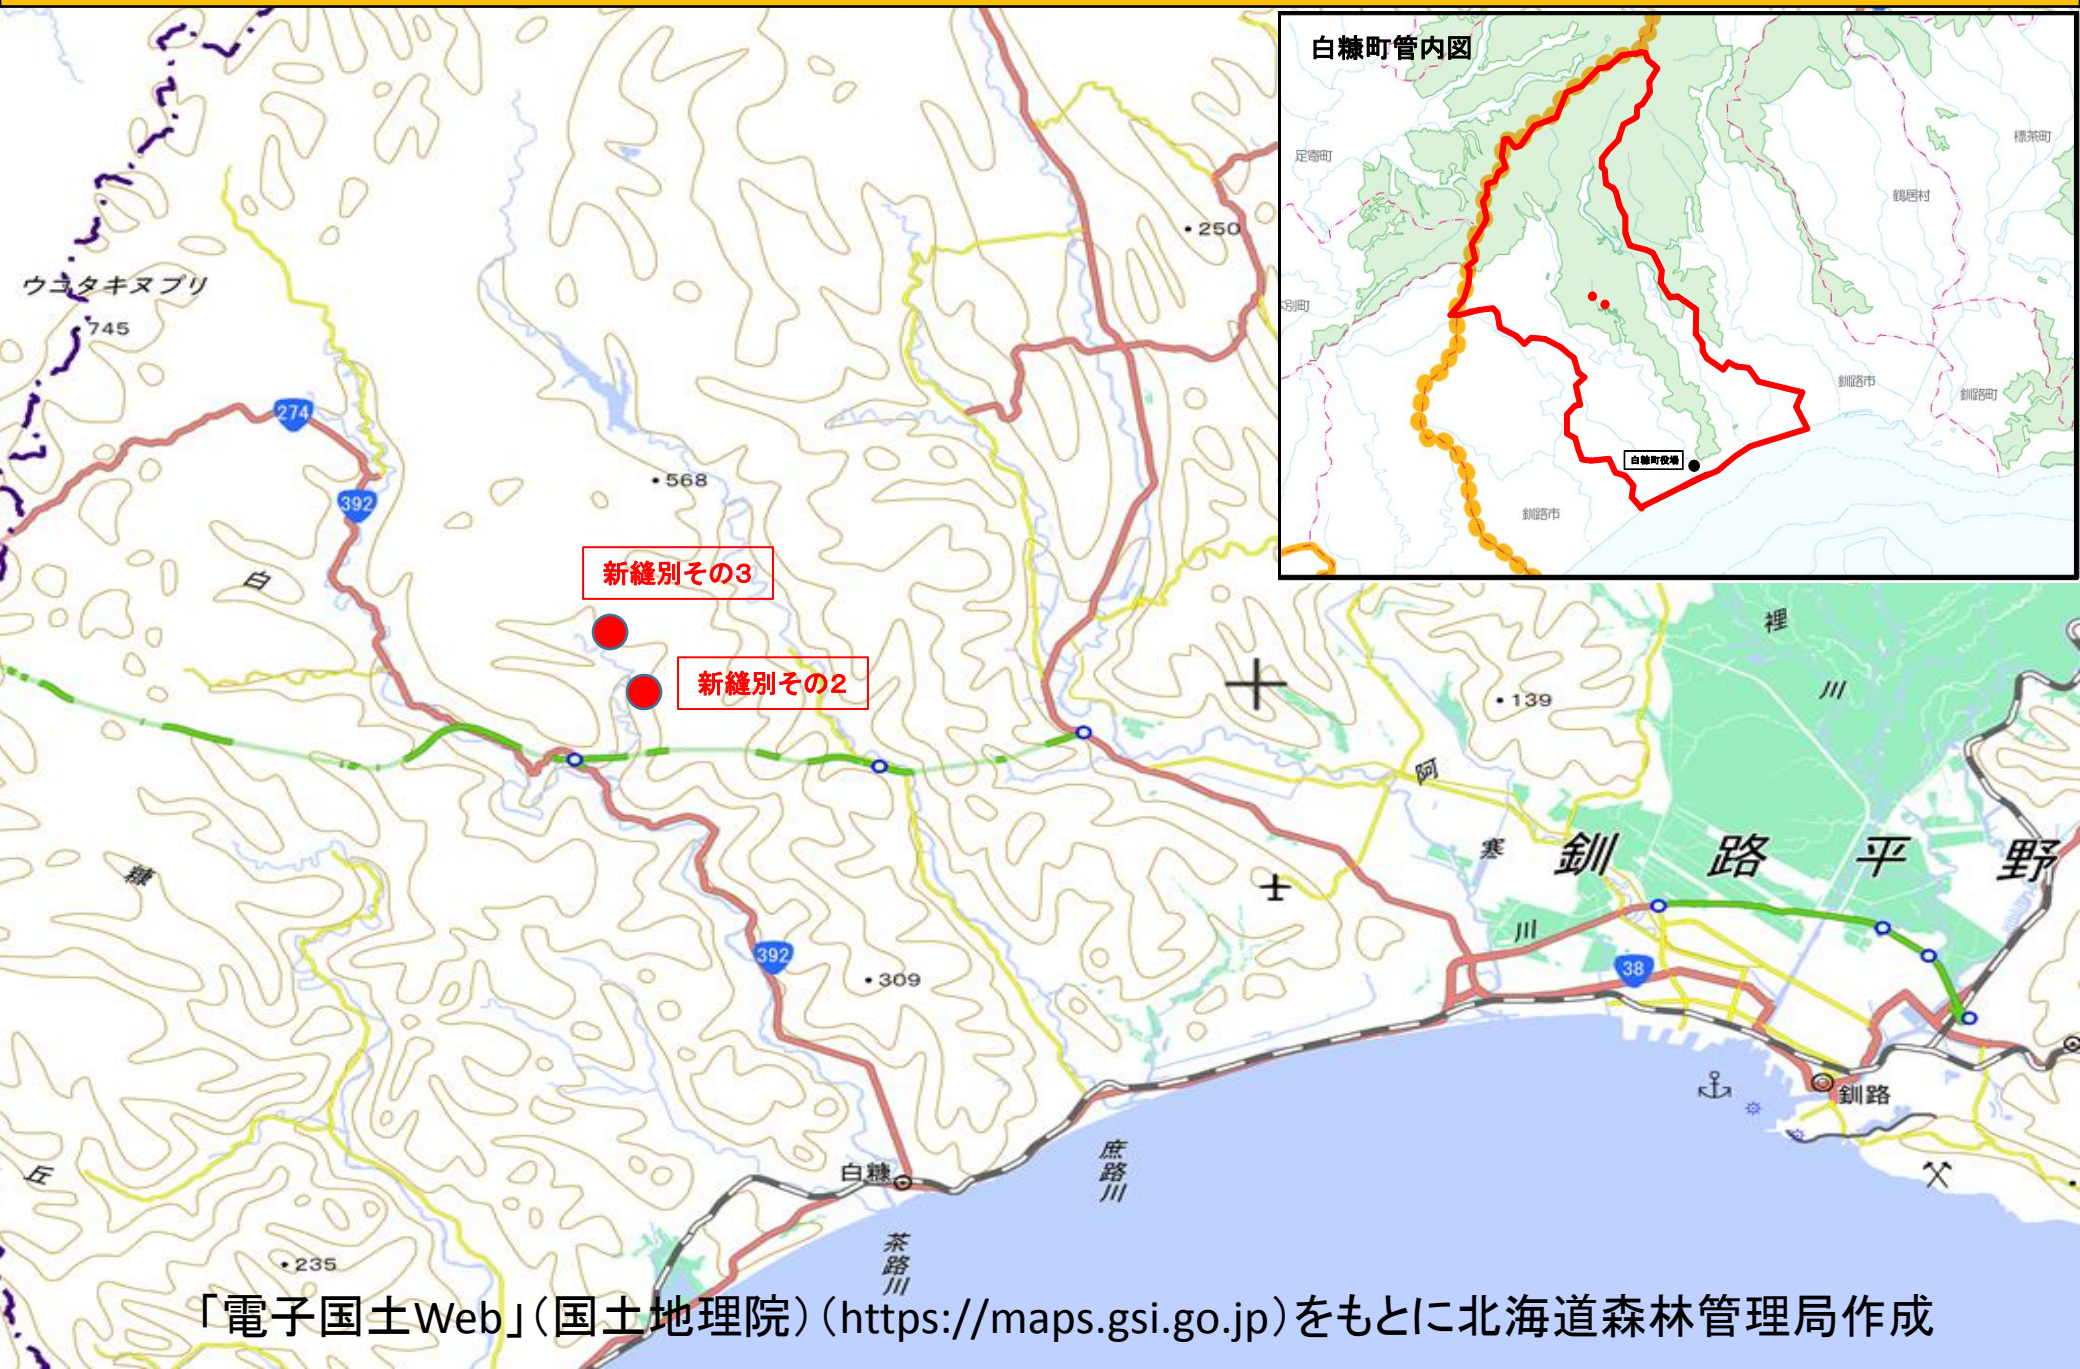 白糠町管内図
足寄町
標茶町
鶴居村
釧路市
釧路町
白糠町役場
釧路市
250
ウコタキヌプリ
745
274
392
568
新縫別その3
新縫別その2
白
糠
丘
139
裡
川
阿
寒
川
釧路平野
38
392
309
釧路
白糠
庶路川
茶路川
235
「電子国土Web」(国土地理院)(https://maps.gsi.go.jp)をもとに北海道森林管理局作成